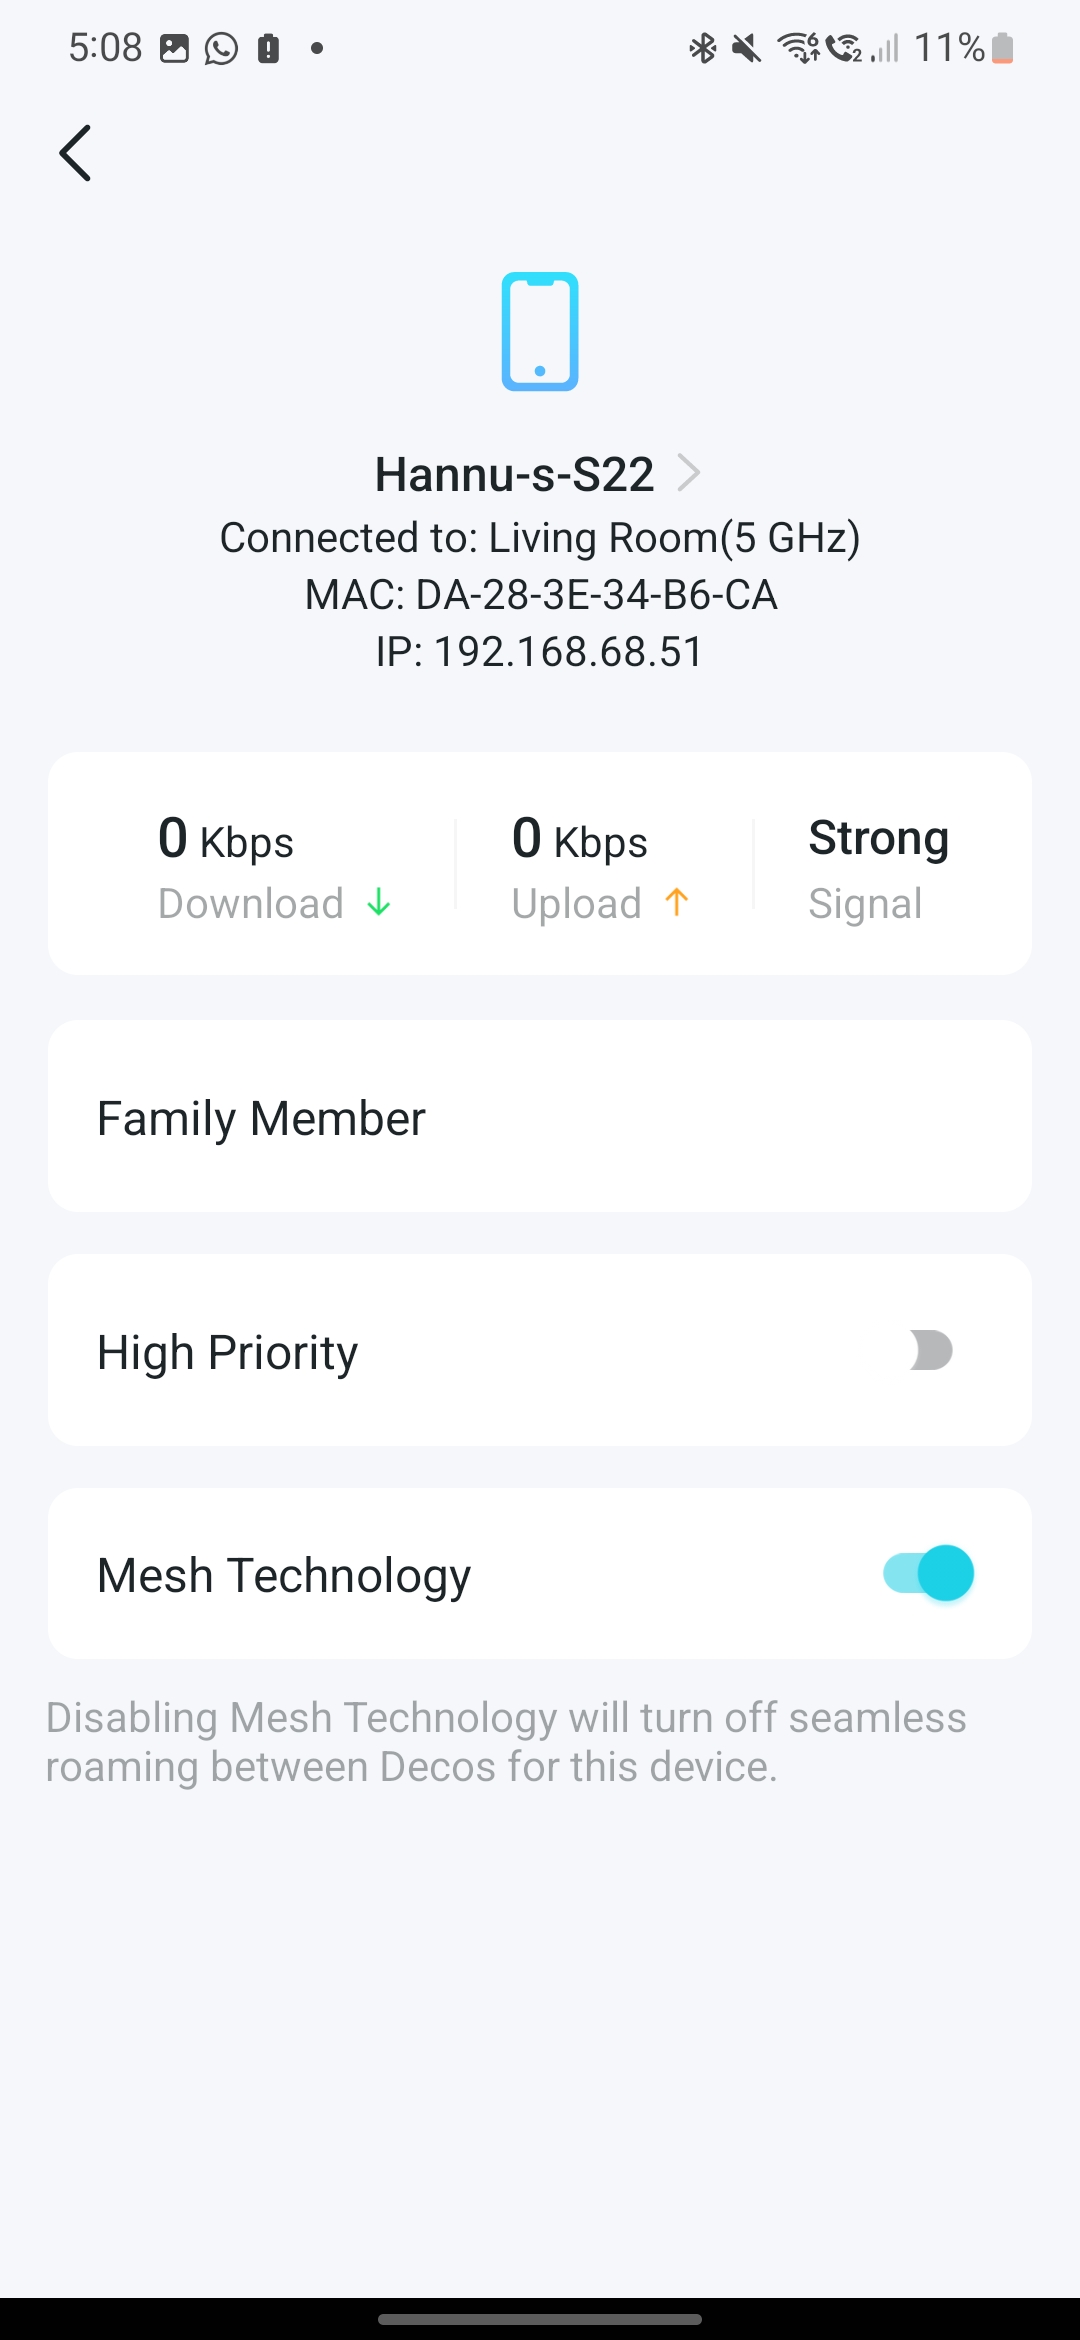 5:08 11%
Hannu-s-S22
Connected to: Living Room(5 GHz)
MAC: DA-28-3E-34-B6-CA
IP: 192.168.68.51
0 Kbps 0 Kbps Strong
Download Upload Signal
Family Member
High Priority
Mesh Technology
Disabling Mesh Technology will turn off seamless
roaming between Decos for this device.